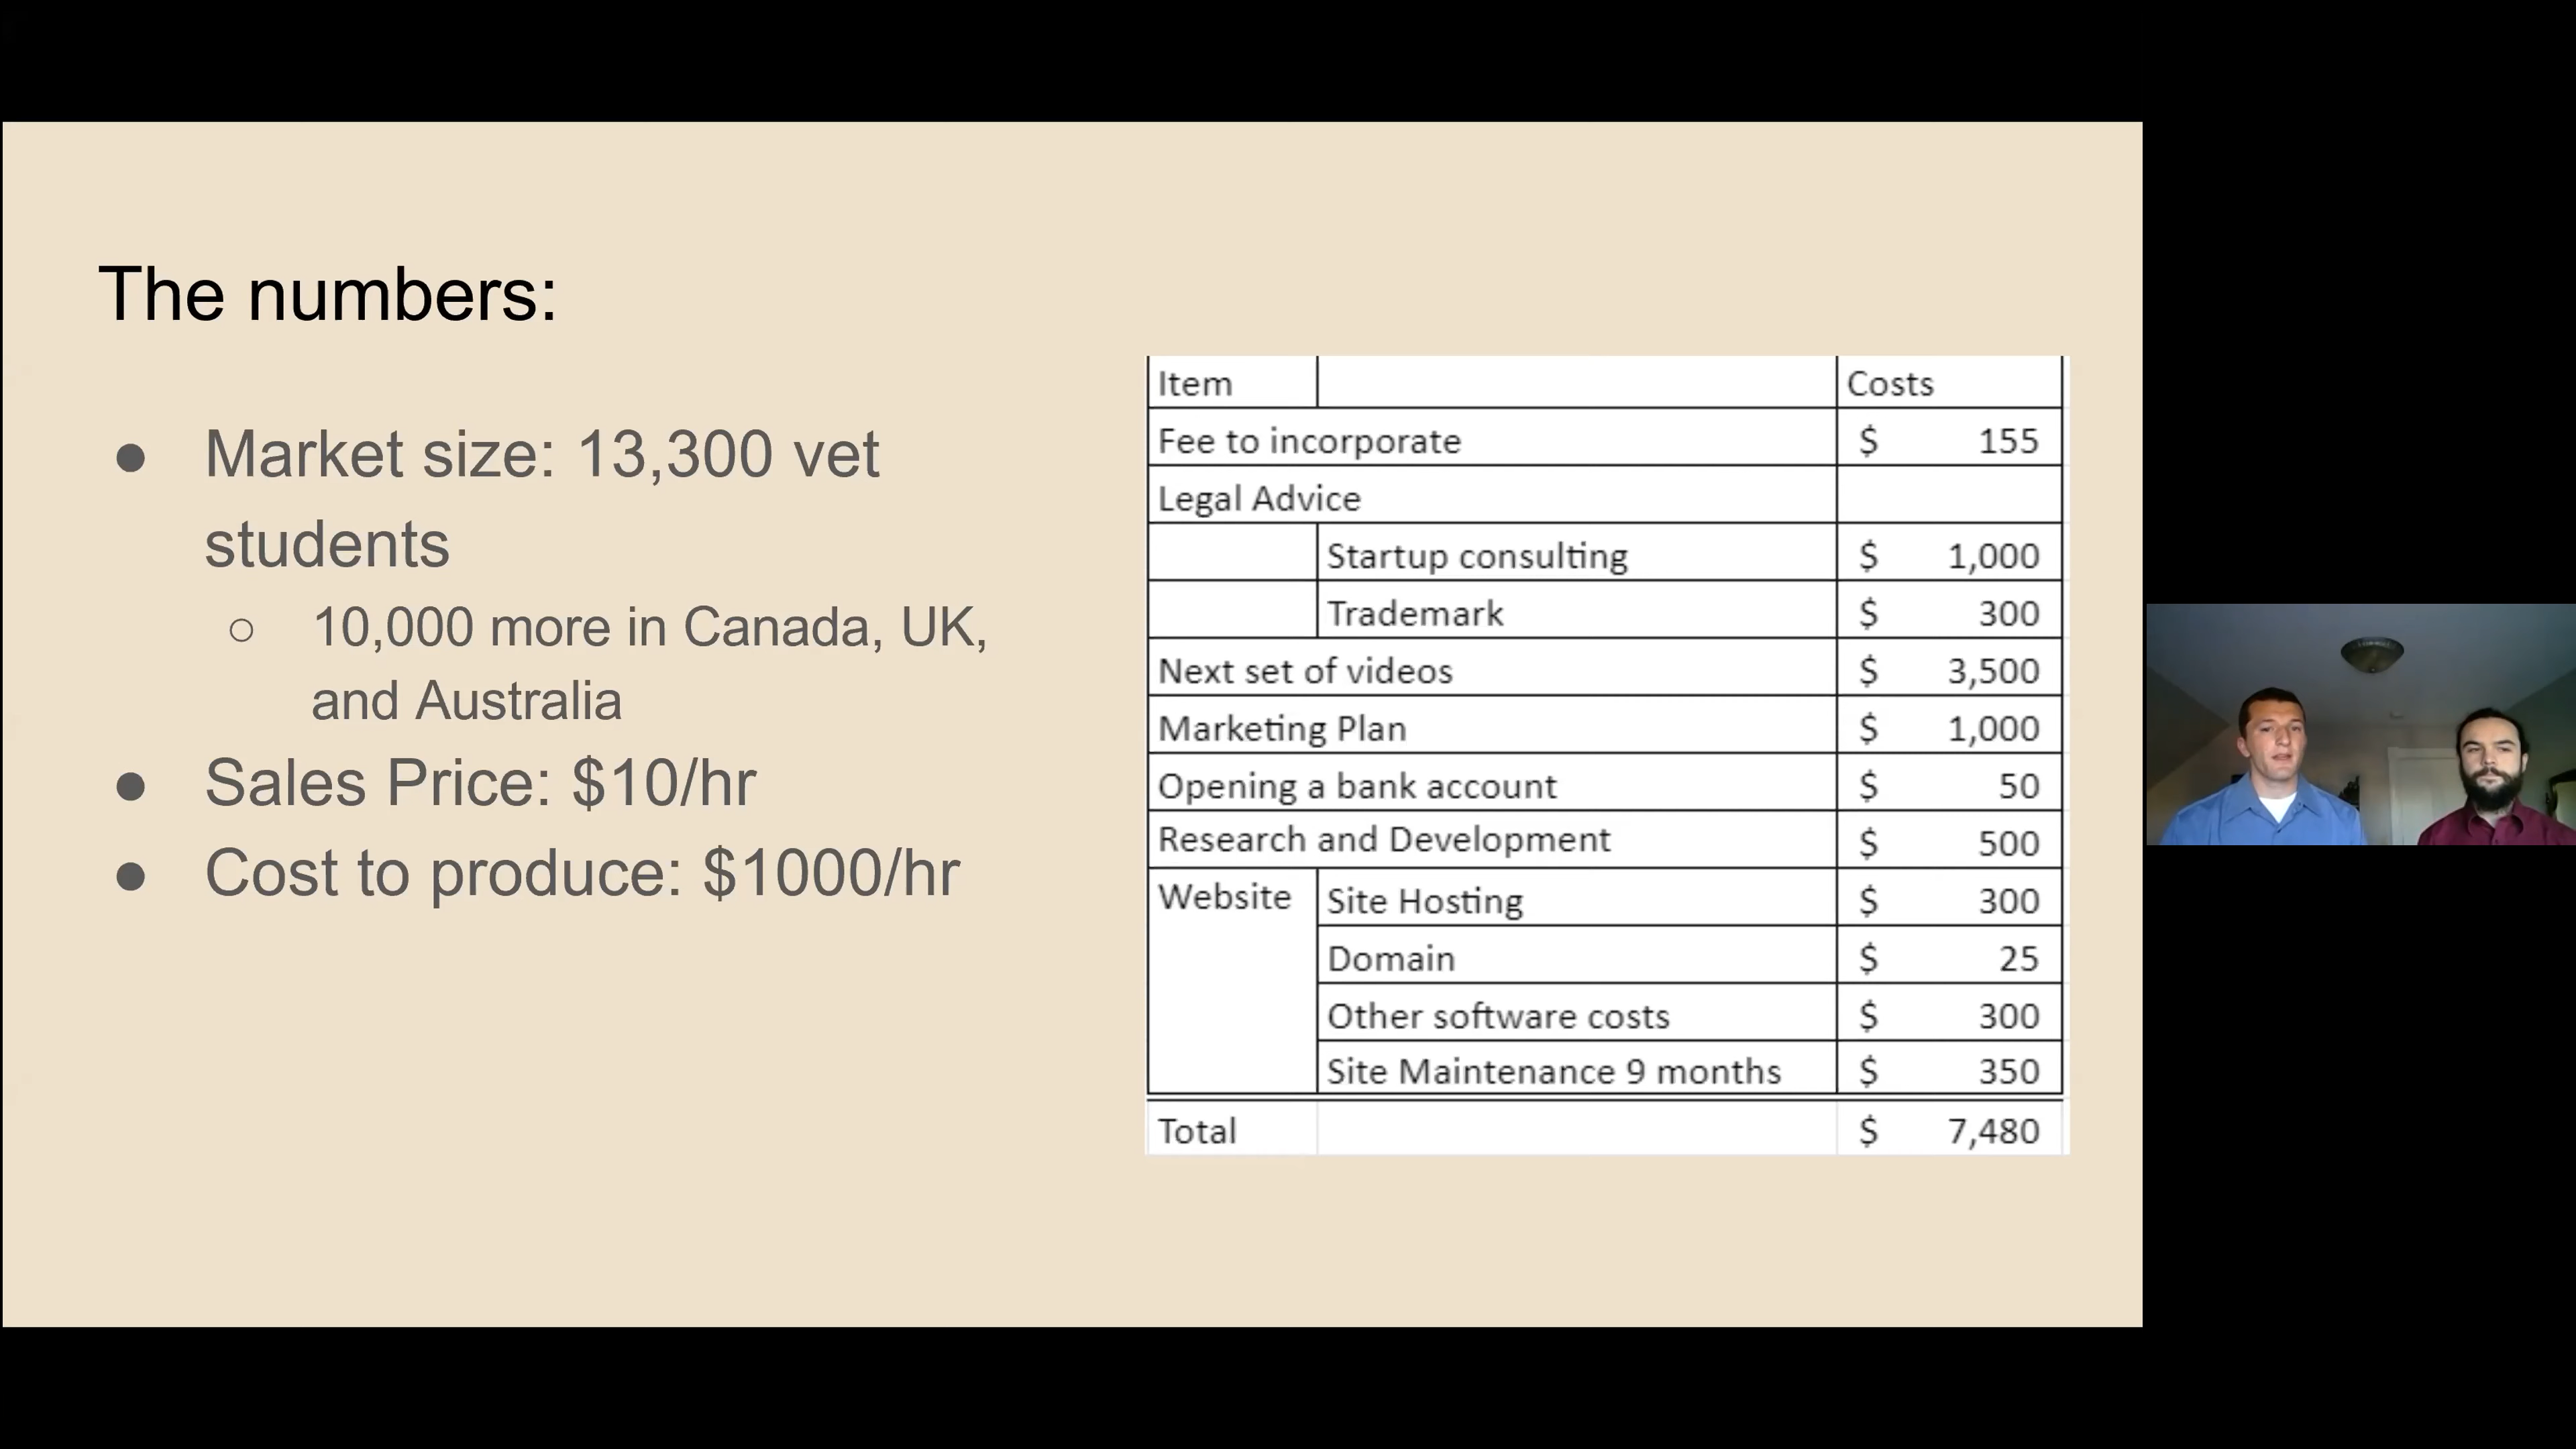 The numbers:
● Market size: 13,300 vet
students
○ 10,000 more in Canada, UK,
and Australia
● Sales Price: $10/hr
● Cost to produce: $1000/hr
Item Costs
Fee to incorporate $ 155
Legal Advice
Startup consulting $ 1,000
Trademark $ 300
Next set of videos $ 3,500
Marketing Plan $ 1,000
Opening a bank account $ 50
Research and Development $ 500
Website Site Hosting $ 300
Domain $ 25
Other software costs $ 300
Site Maintenance 9 months $ 350
Total $ 7,480